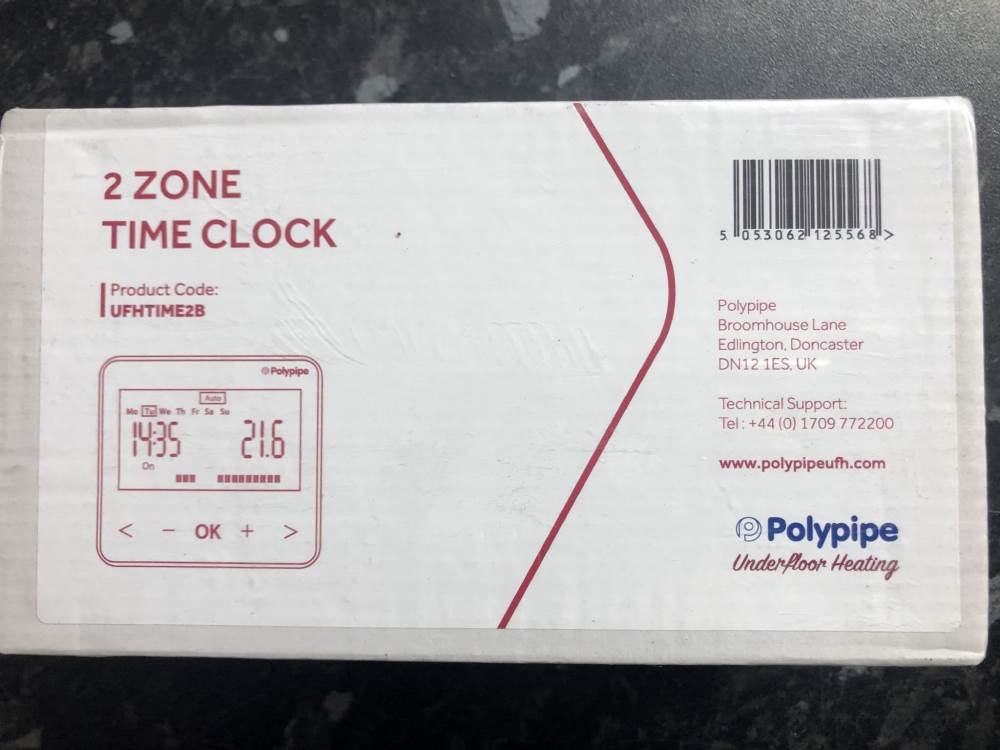 2 ZONE
TIME CLOCK
Product Code:
UFHTIME2B
Polypipe
Auto
Mo Tu We Th Fr Sa Su
14:35 21.6
On
< − OK + >
5 053062 125568 >
Polypipe
Broomhouse Lane
Edlington, Doncaster
DN12 1ES, UK
Technical Support:
Tel : +44 (0) 1709 772200
www.polypipeufh.com
Polypipe
Underfloor Heating